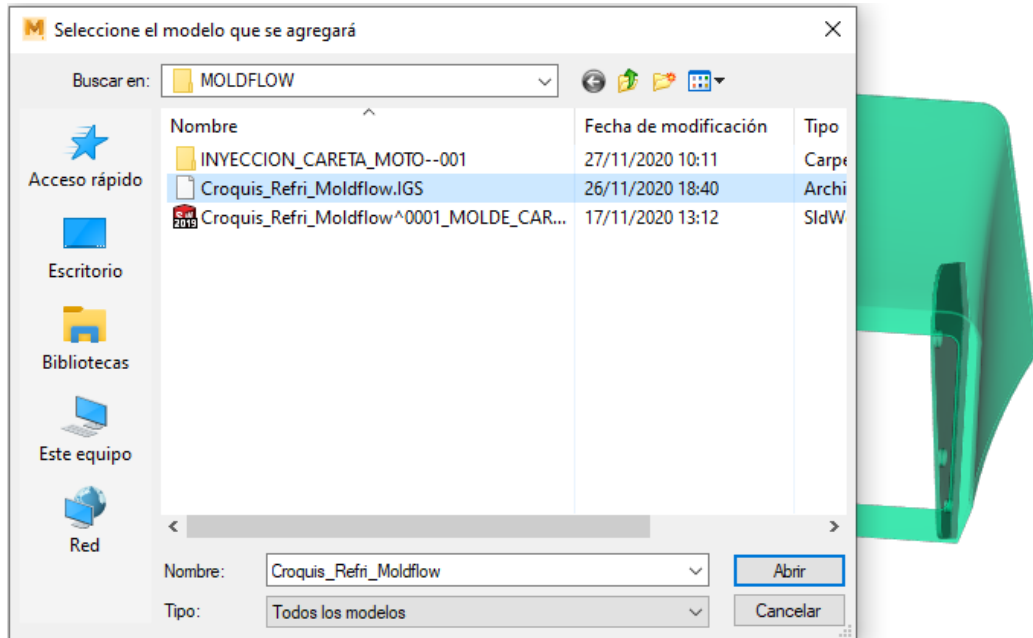 Seleccione el modelo que se agregará
Buscar en: MOLDFLOW
Nombre Fecha de modificación Tipo
INYECCION_CARETA_MOTO--001 27/11/2020 10:11 Carpe
Croquis_Refri_Moldflow.IGS 26/11/2020 18:40 Archi
Croquis_Refri_Moldflow^0001_MOLDE_CAR... 17/11/2020 13:12 SldW
Acceso rápido
Escritorio
Bibliotecas
Este equipo
Red
Nombre: Croquis_Refri_Moldflow Abrir
Tipo: Todos los modelos Cancelar